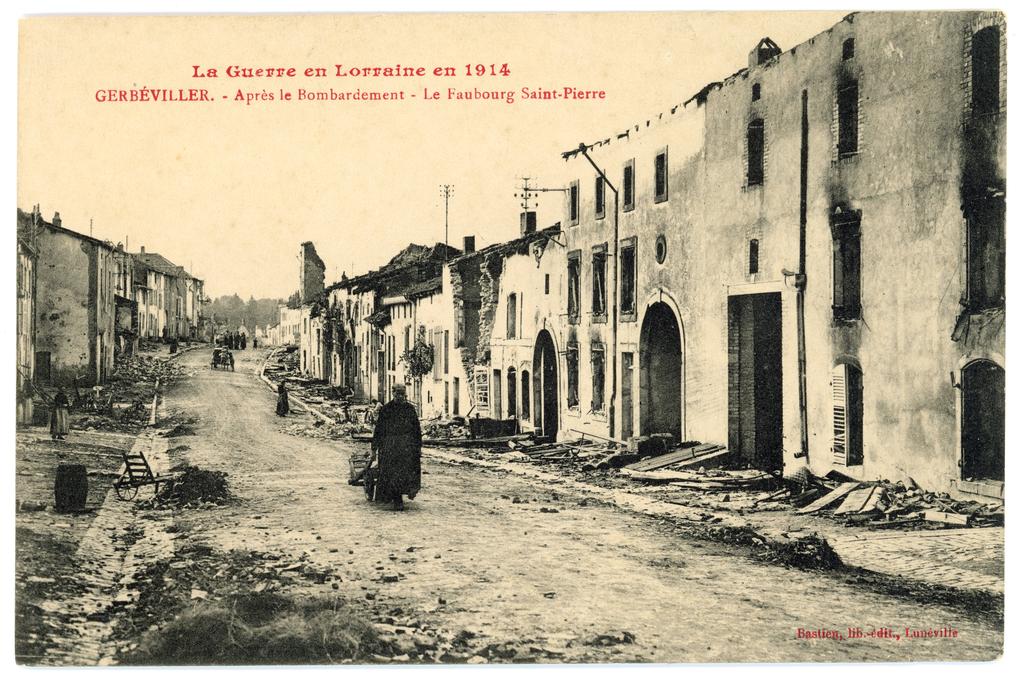 La Guerre en Lorraine en 1914
GERBÉVILLER. - Après le Bombardement - Le Faubourg Saint-Pierre
Bastien, lib.-édit., Lunéville